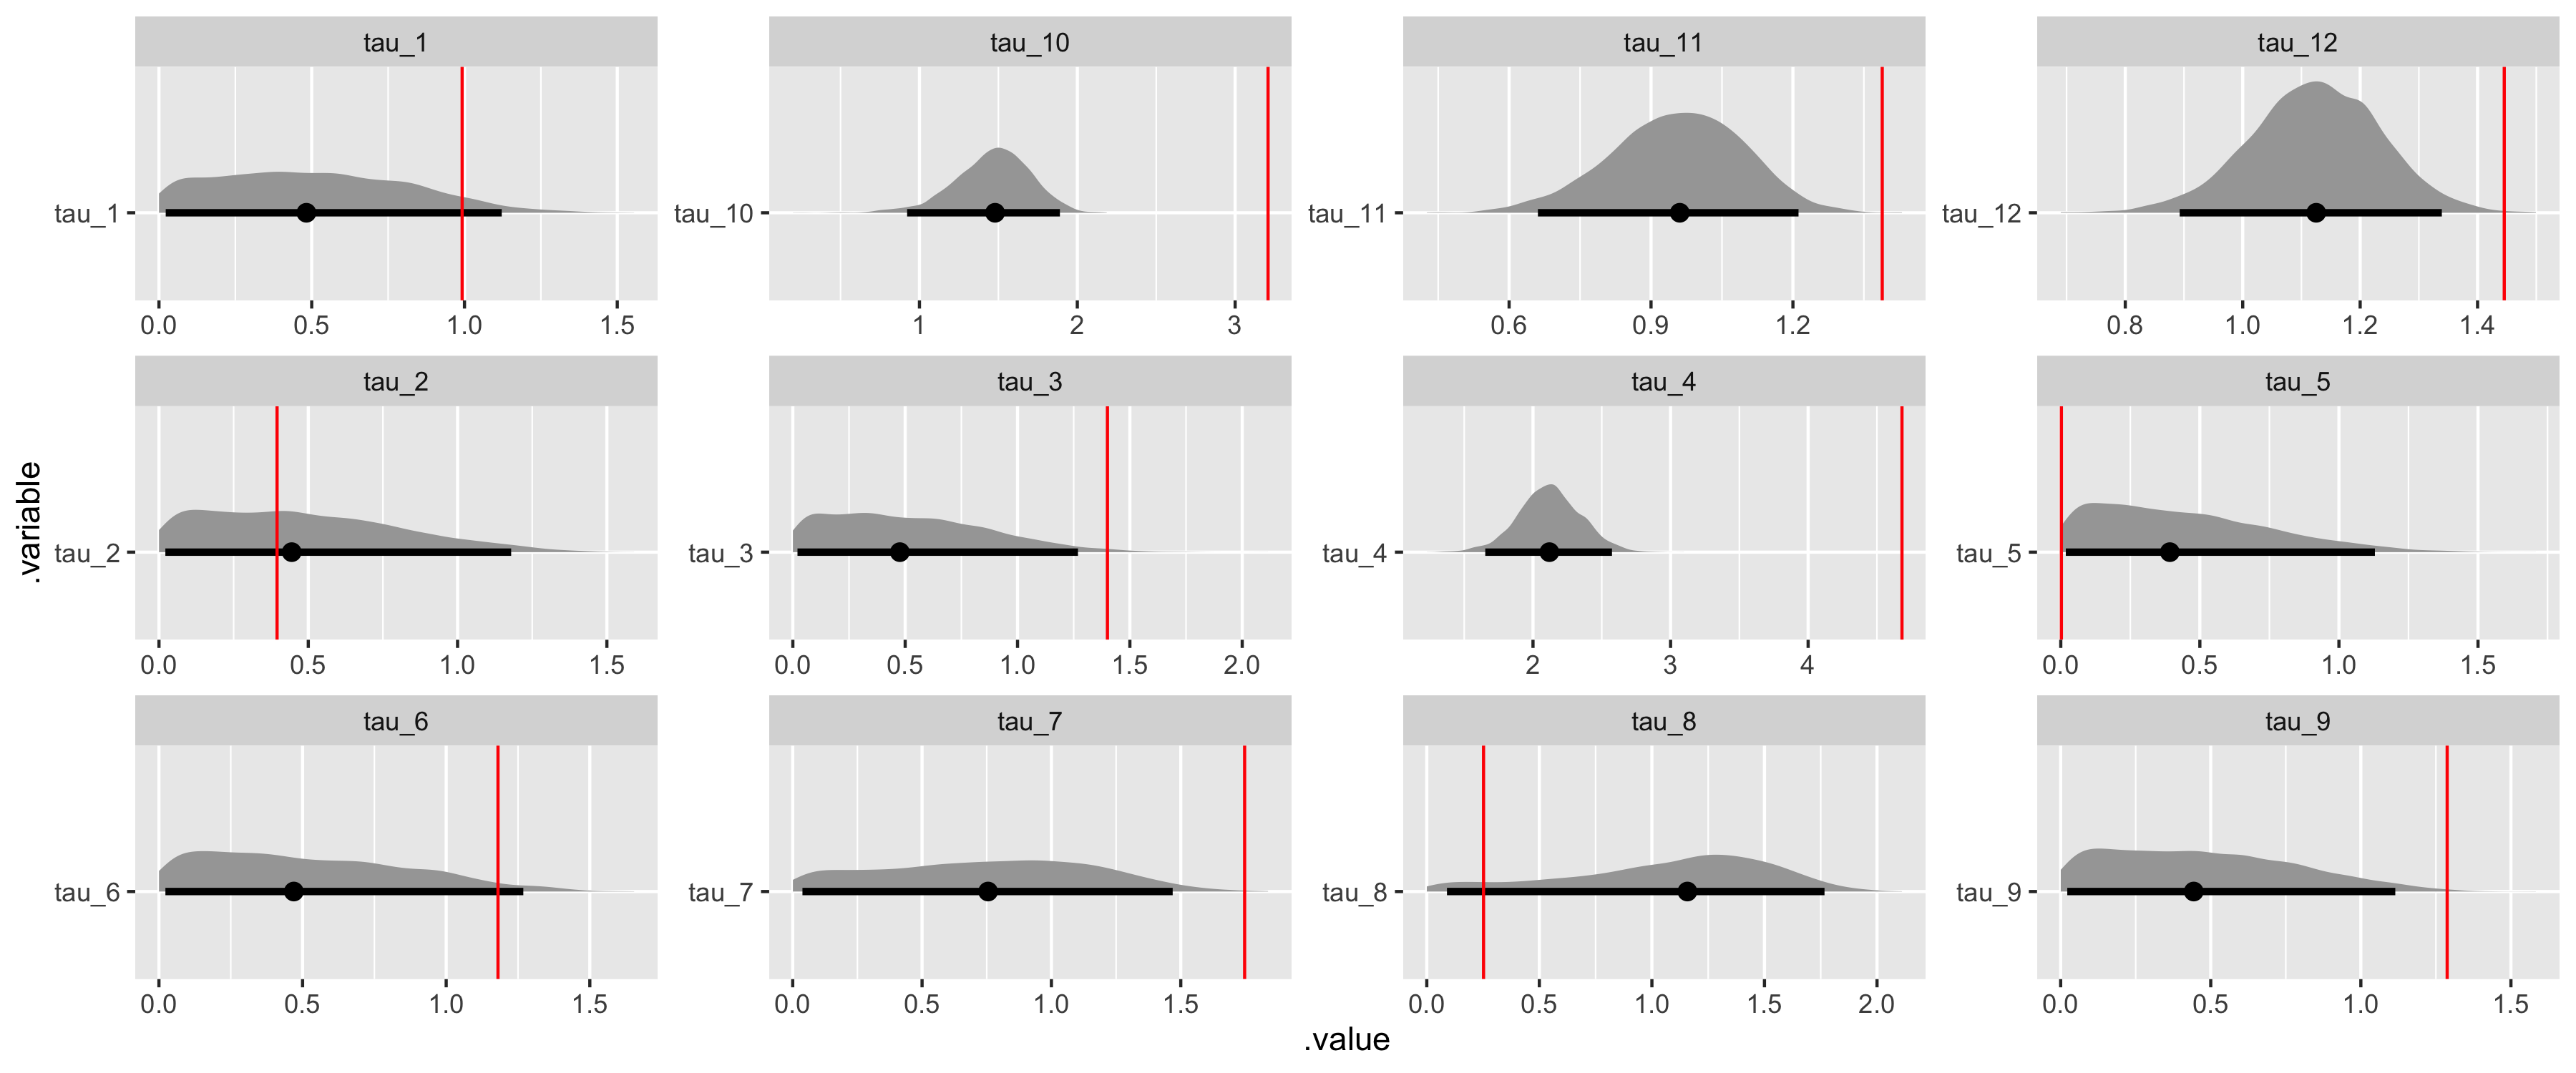 tau_1 tau_10 tau_11 tau_12
tau_1 tau_10 tau_11 tau_12
0.0 0.5 1.0 1.5 1 2 3 0.6 0.9 1.2 0.8 1.0 1.2 1.4
tau_2 tau_3 tau_4 tau_5
.variable
tau_2 tau_3 tau_4 tau_5
0.0 0.5 1.0 1.5 0.0 0.5 1.0 1.5 2.0 2 3 4 0.0 0.5 1.0 1.5
tau_6 tau_7 tau_8 tau_9
tau_6 tau_7 tau_8 tau_9
0.0 0.5 1.0 1.5 0.0 0.5 1.0 1.5 0.0 0.5 1.0 1.5 2.0 0.0 0.5 1.0 1.5
.value